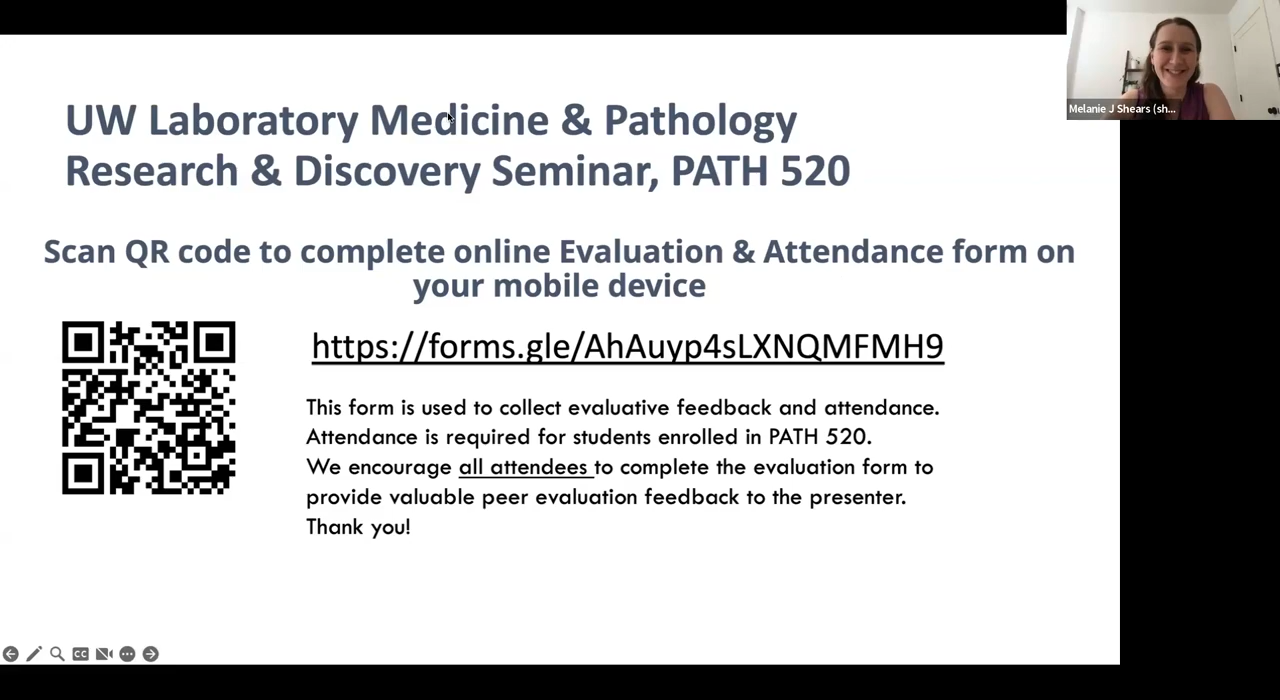 UW Laboratory Medicine & Pathology
Research & Discovery Seminar, PATH 520
Melanie J Shears (sh...
Scan QR code to complete online Evaluation & Attendance form on
your mobile device
https://forms.gle/AhAuyp4sLXNQMFMH9
This form is used to collect evaluative feedback and attendance.
Attendance is required for students enrolled in PATH 520.
We encourage all attendees to complete the evaluation form to
provide valuable peer evaluation feedback to the presenter.
Thank you!
CC